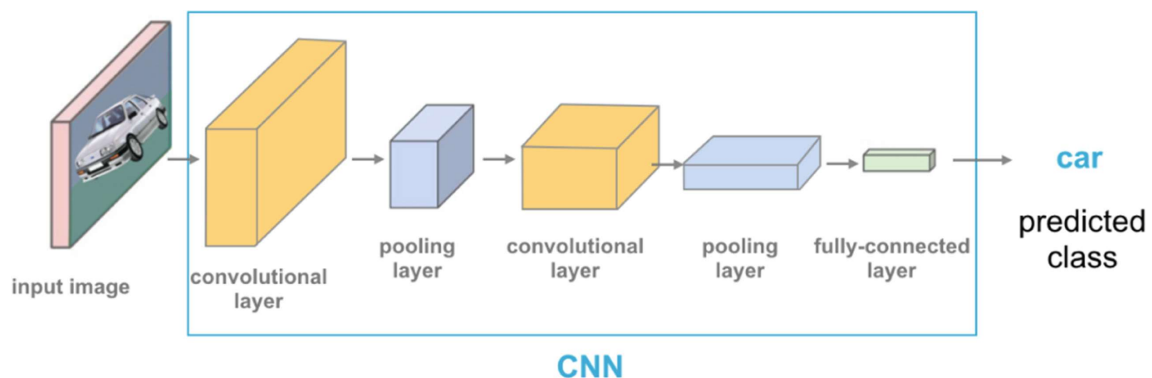 input image
convolutional
layer
pooling
layer
convolutional
layer
pooling
layer
fully-connected
layer
car
predicted
class
CNN